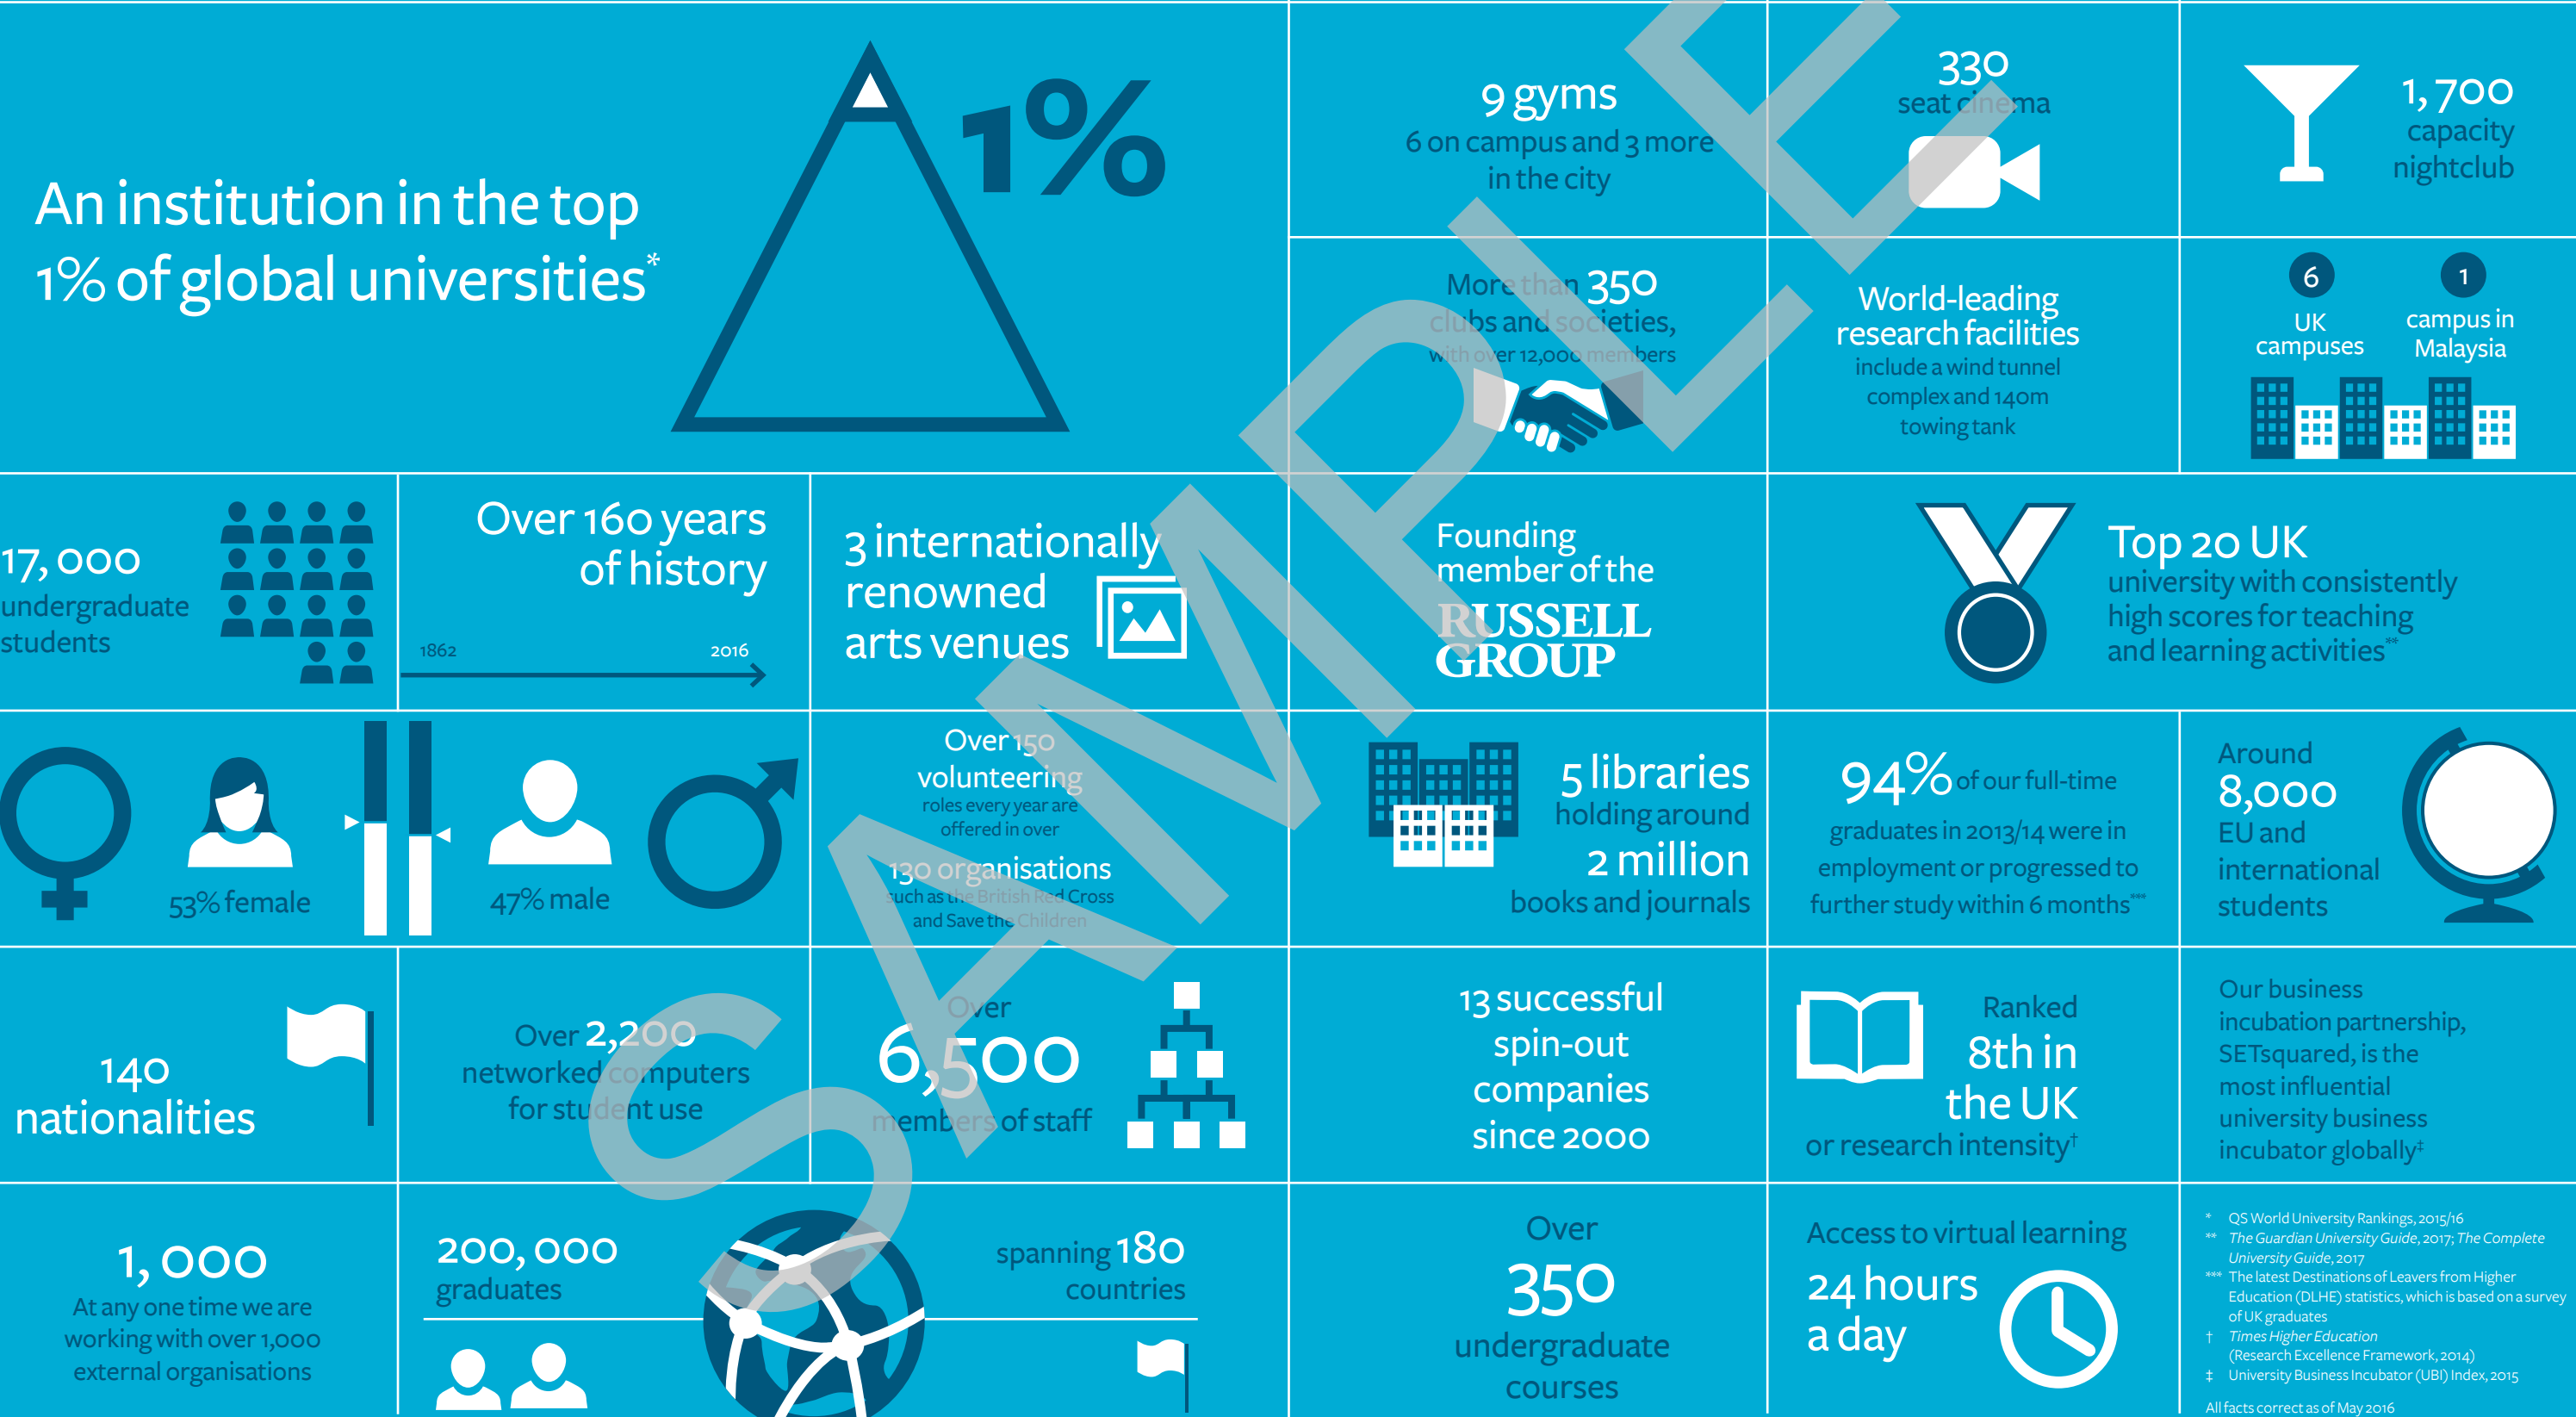 An institution in the top
1% of global universities*
1%
9 gyms
6 on campus and 3 more
in the city
330
seat cinema
1,700
capacity
nightclub
More than 350
clubs and societies,
with over 12,000 members
World-leading
research facilities
include a wind tunnel
complex and 140m
towing tank
6
UK
campuses
1
campus in
Malaysia
17,000
undergraduate
students
Over 160 years
of history
1862
2016
3 internationally
renowned
arts venues
Founding
member of the
RUSSELL
GROUP
Top 20 UK
university with consistently
high scores for teaching
and learning activities**
53% female
47% male
Over 150
volunteering
roles every year are
offered in over
130 organisations
such as the British Red Cross
and Save the Children
5 libraries
holding around
2 million
books and journals
94% of our full-time
graduates in 2013/14 were in
employment or progressed to
further study within 6 months***
Around
8,000
EU and
international
students
140
nationalities
Over 2,200
networked computers
for student use
Over
6,500
members of staff
13 successful
spin-out
companies
since 2000
Ranked
8th in
the UK
or research intensity†
Our business
incubation partnership,
SETsquared, is the
most influential
university business
incubator globally‡
1,000
At any one time we are
working with over 1,000
external organisations
200,000
graduates
spanning 180
countries
Over
350
undergraduate
courses
Access to virtual learning
24 hours
a day
* QS World University Rankings, 2015/16
** The Guardian University Guide, 2017; The Complete
University Guide, 2017
*** The latest Destinations of Leavers from Higher
Education (DLHE) statistics, which is based on a survey
of UK graduates
† Times Higher Education
(Research Excellence Framework, 2014)
‡ University Business Incubator (UBI) Index, 2015
All facts correct as of May 2016
SAMPLE